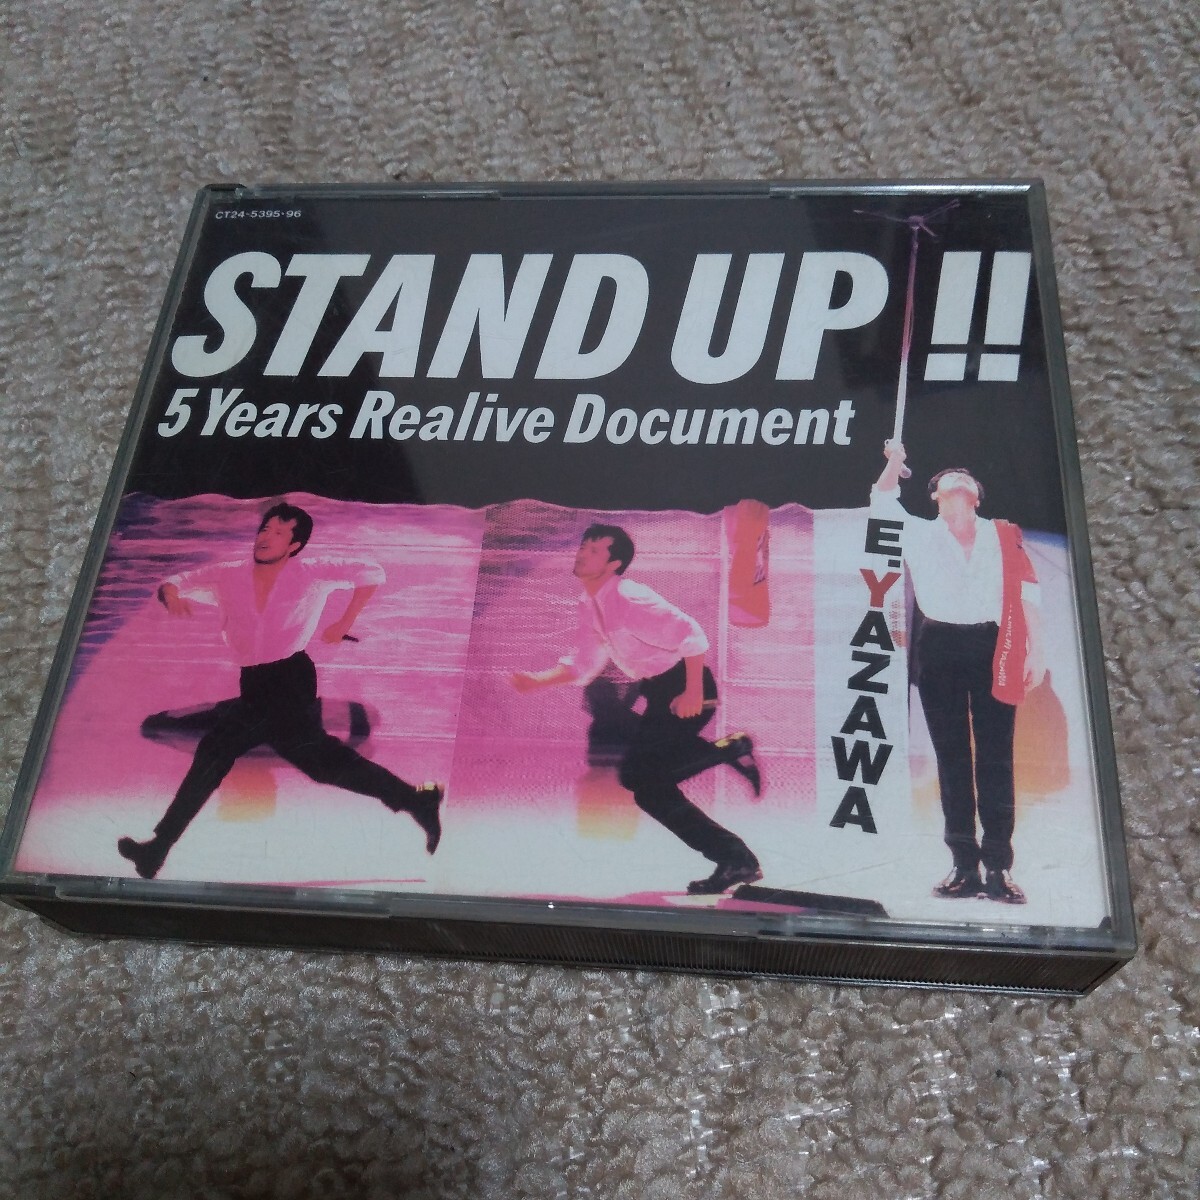 CT24-5395·96
STAND UP !!
5 Years Realive Document
E.YAZAWA